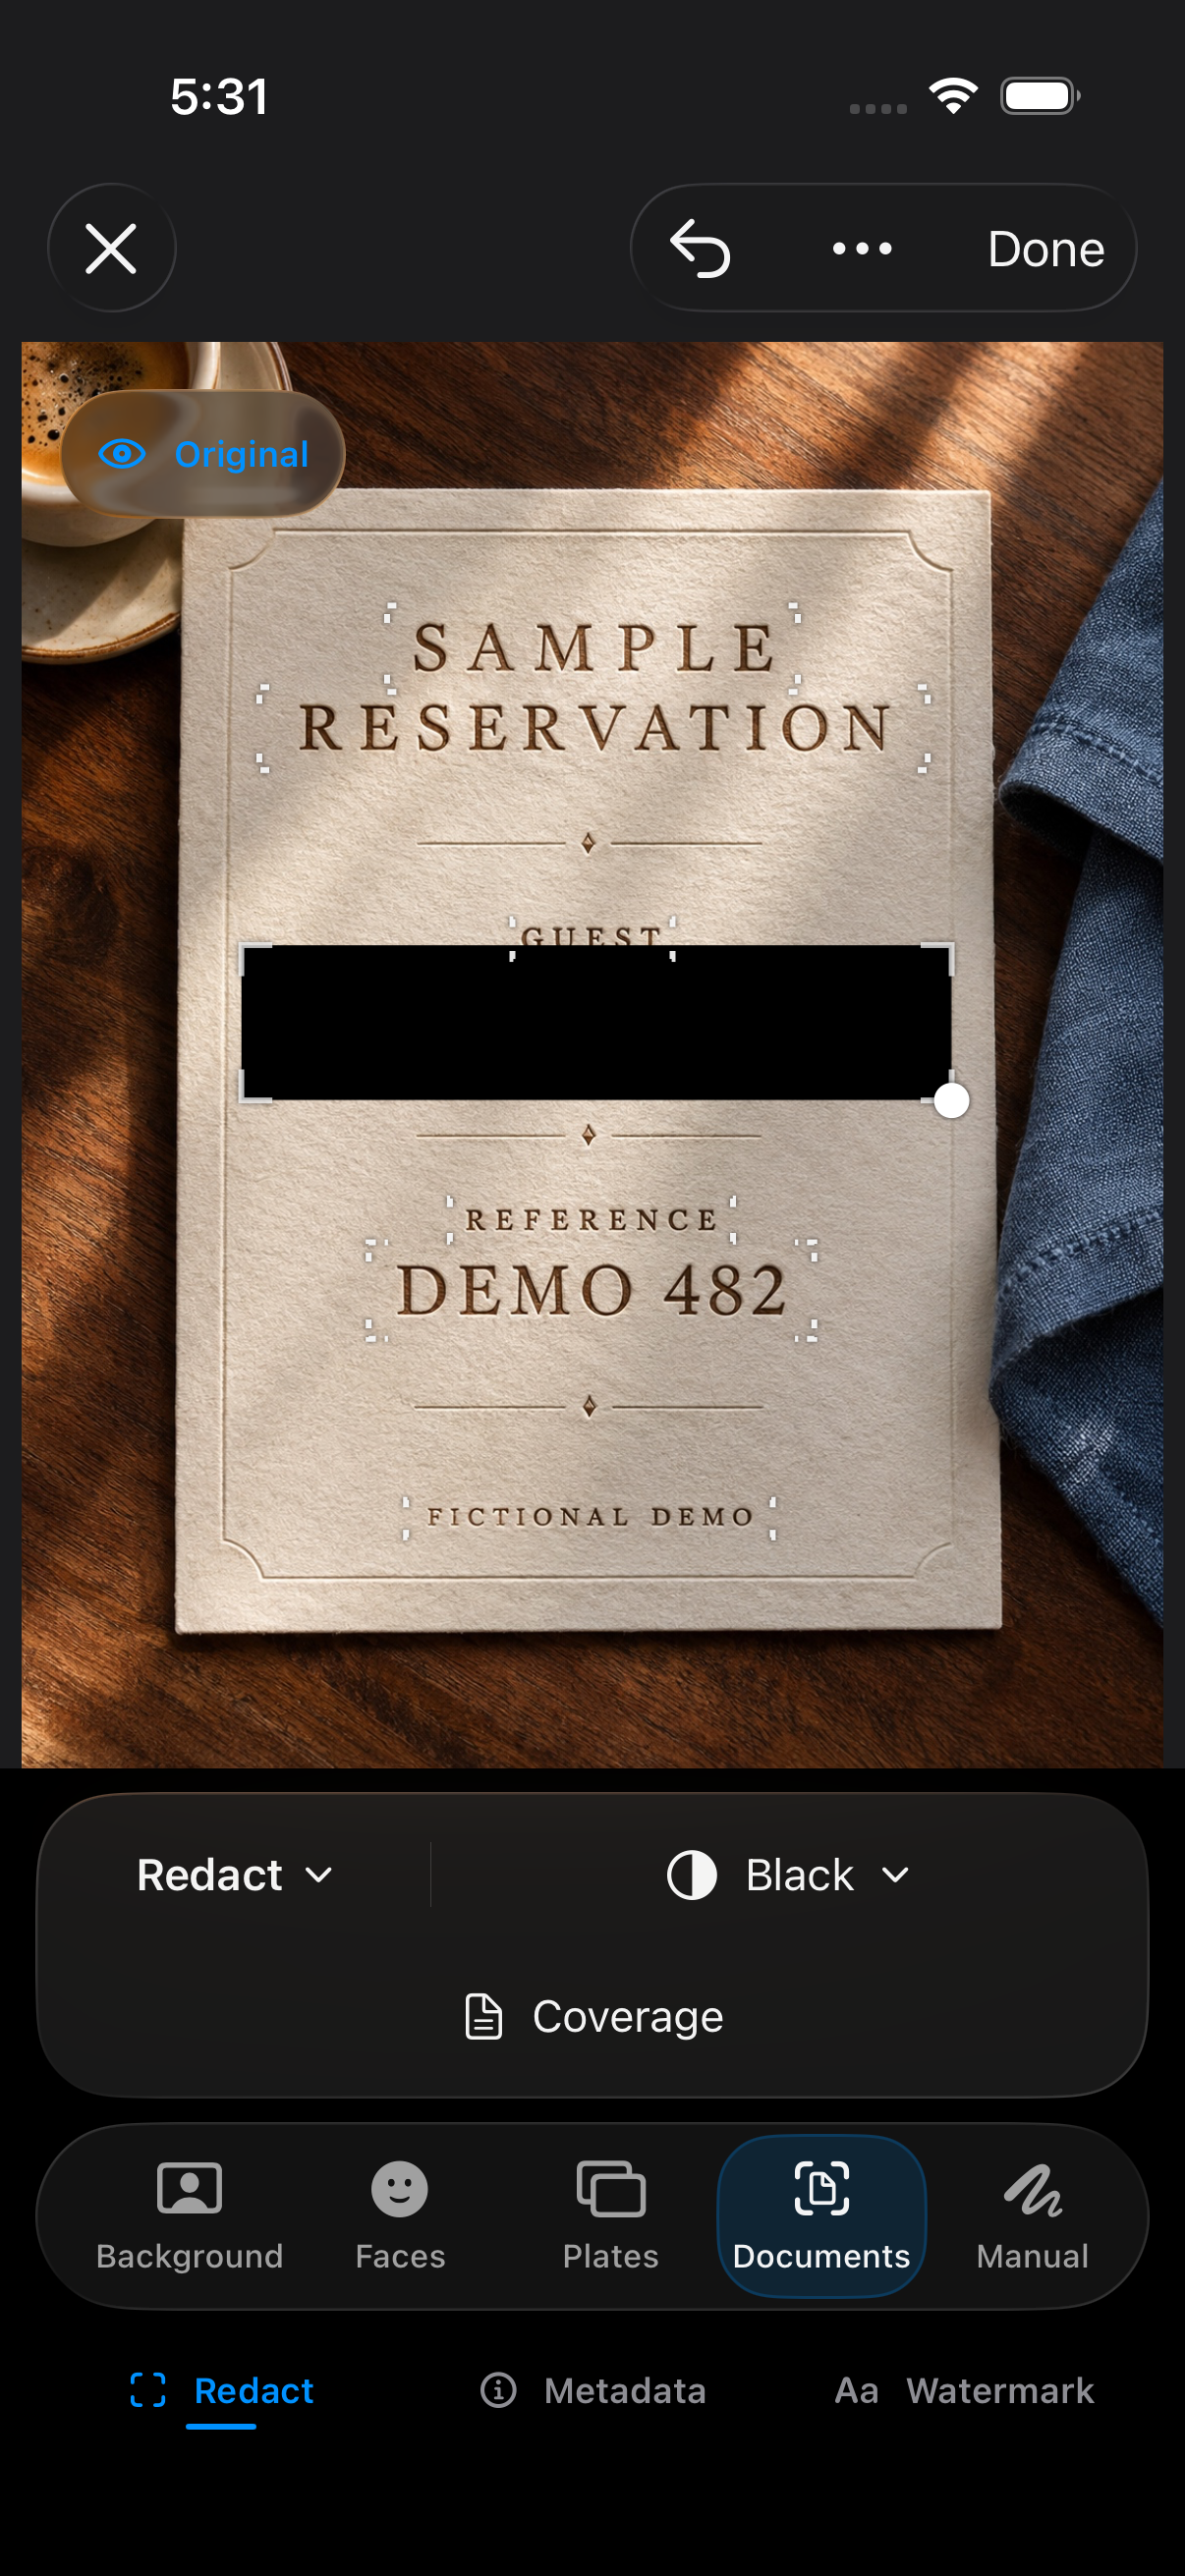 5:31
Done
Original
SAMPLE
RESERVATION
GUEST
REFERENCE
DEMO 482
FICTIONAL DEMO
Redact
Black
Coverage
Background
Faces
Plates
Documents
Manual
Redact
Metadata
Aa Watermark